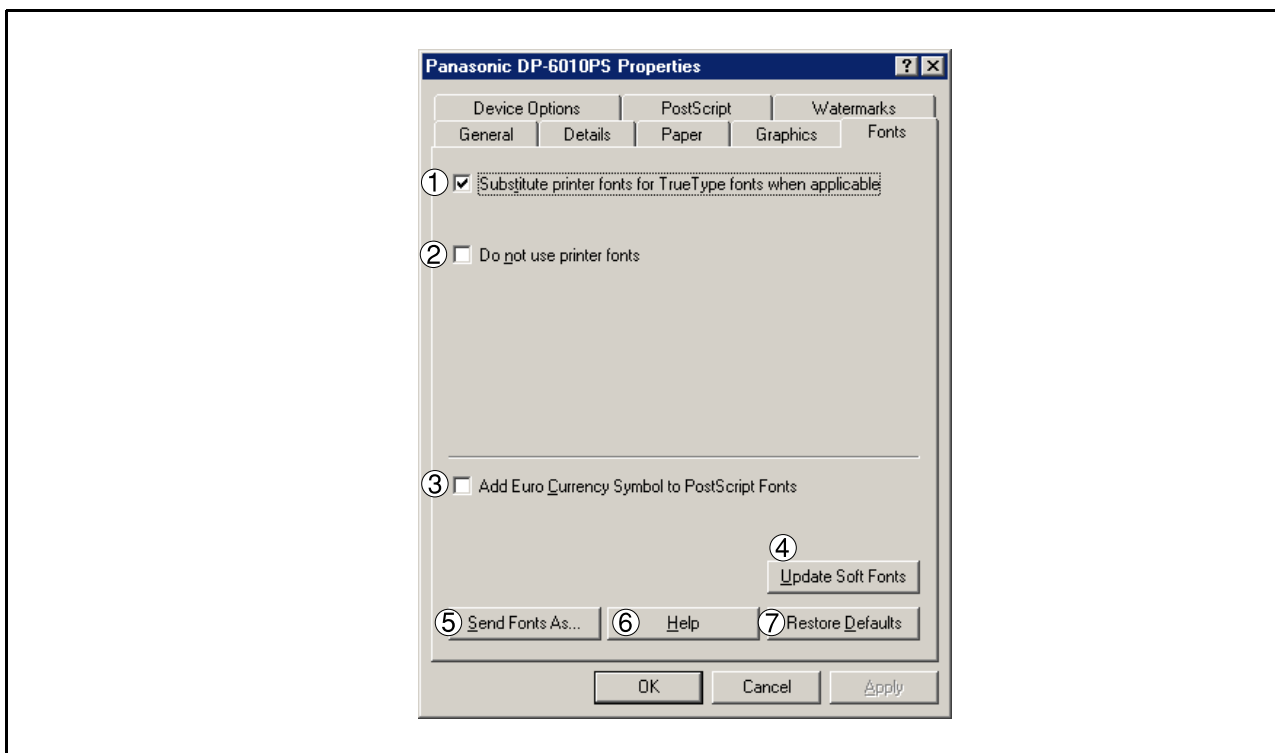 Panasonic DP-6010PS Properties
Device Options PostScript Watermarks
General Details Paper Graphics Fonts
① Substitute printer fonts for TrueType fonts when applicable
② Do not use printer fonts
③ Add Euro Currency Symbol to PostScript Fonts
④
Update Soft Fonts
⑤ Send Fonts As... ⑥ Help ⑦ Restore Defaults
OK Cancel Apply